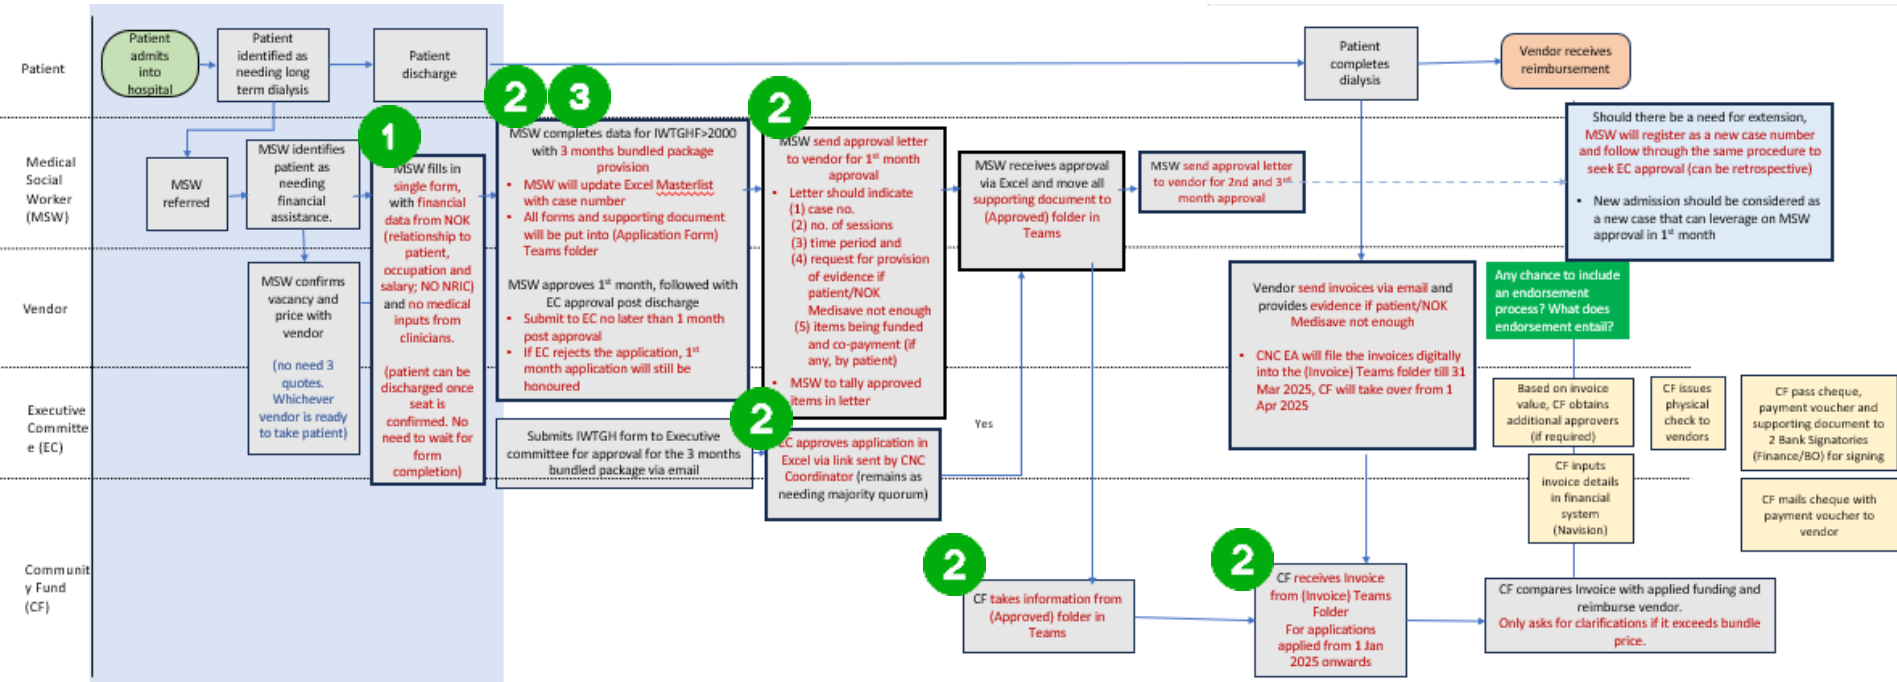 Patient
Patient
admits
into
hospital
Patient
identified as
needing long
term dialysis
Patient
discharge
Patient
completes
dialysis
Vendor receives
reimbursement
Medical
Social
Worker
(MSW)
MSW
referred
MSW identifies
patient as
needing
financial
assistance.
1
MSW fills in
single form,
with financial
data from NOK
(relationship to
patient,
occupation and
salary; NO NRIC)
and no medical
inputs from
clinicians.
(patient can be
discharged once
seat is
confirmed. No
need to wait for
form
completion)
2
3
MSW completes data for IWTGHF>2000
with 3 months bundled package
provision
▪ MSW will update Excel Masterlist
with case number
▪ All forms and supporting document
will be put into (Application Form)
Teams folder
MSW approves 1st month, followed with
EC approval post discharge
▪ Submit to EC no later than 1 month
post approval
▪ If EC rejects the application, 1st
month application will still be
honoured
2
MSW send approval letter
to vendor for 1st month
approval
▪ Letter should indicate
(1) case no.
(2) no. of sessions
(3) time period and
(4) request for provision
of evidence if
patient/NOK
Medisave not enough
(5) items being funded
and co-payment (if
any, by patient)
▪ MSW to tally approved
items in letter
MSW receives approval
via Excel and move all
supporting document to
(Approved) folder in
Teams
MSW send approval letter
to vendor for 2nd and 3rd
month approval
Should there be a need for extension,
MSW will register as a new case number
and follow through the same procedure to
seek EC approval (can be retrospective)
• New admission should be considered as
a new case that can leverage on MSW
approval in 1st month
Vendor
MSW confirms
vacancy and
price with
vendor
(no need 3
quotes.
Whichever
vendor is ready
to take patient)
Vendor send invoices via email and
provides evidence if patient/NOK
Medisave not enough
▪ CNC EA will file the invoices digitally
into the (Invoice) Teams folder till 31
Mar 2025, CF will take over from 1
Apr 2025
Any chance to include
an endorsement
process? What does
endorsement entail?
Executive
Committe
e (EC)
Submits IWTGH form to Executive
committee for approval for the 3 months
bundled package via email
2
EC approves application in
Excel via link sent by CNC
Coordinator (remains as
needing majority quorum)
Yes
Based on invoice
value, CF obtains
additional approvers
(if required)
CF issues
physical
check to
vendors
CF pass cheque,
payment voucher and
supporting document to
2 Bank Signatories
(Finance/BO) for signing
CF inputs
invoice details
in financial
system
(Navision)
CF mails cheque with
payment voucher to
vendor
Communit
y Fund
(CF)
2
CF takes information from
(Approved) folder in
Teams
2
CF receives Invoice
from (Invoice) Teams
Folder
For applications
applied from 1 Jan
2025 onwards
CF compares Invoice with applied funding and
reimburse vendor.
Only asks for clarifications if it exceeds bundle
price.